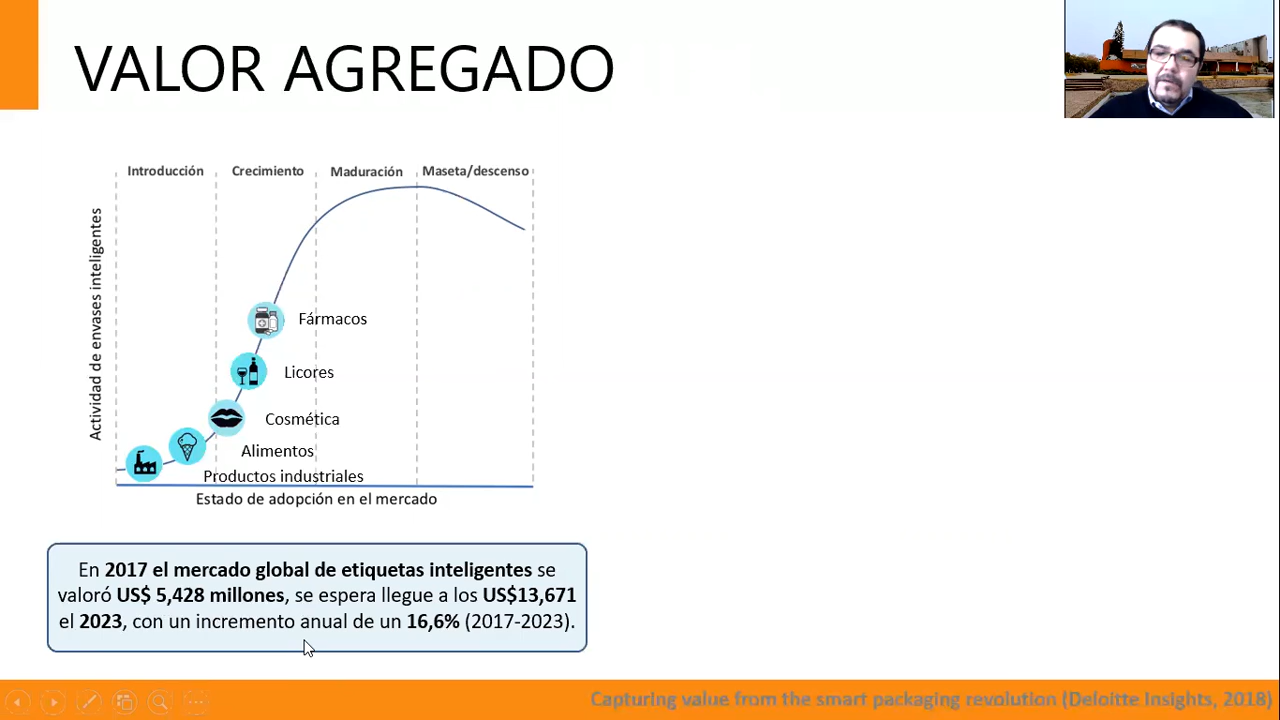 VALOR AGREGADO
Introducción
Crecimiento
Maduración
Maseta/descenso
Actividad de envases inteligentes
Fármacos
Licores
Cosmética
Alimentos
Productos industriales
Estado de adopción en el mercado
En 2017 el mercado global de etiquetas inteligentes se
valoró US$ 5,428 millones, se espera llegue a los US$13,671
el 2023, con un incremento anual de un 16,6% (2017-2023).
Capturing value from the smart packaging revolution (Deloitte Insights, 2018)